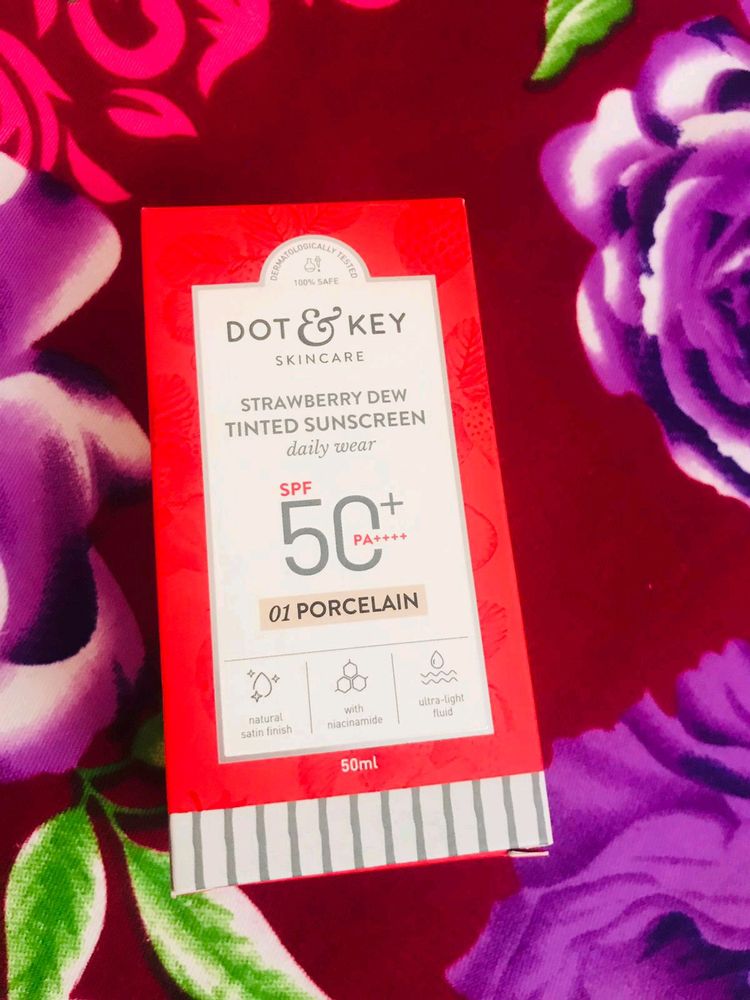 DERMATOLOGICALLY TESTED
100% SAFE
DOT & KEY
SKINCARE
STRAWBERRY DEW
TINTED SUNSCREEN
daily wear
SPF
50+
PA++++
01 PORCELAIN
natural
satin finish
with
niacinamide
ultra-light
fluid
50ml